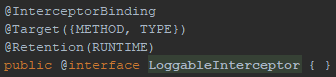 @InterceptorBinding
@Target({METHOD, TYPE})
@Retention(RUNTIME)
public @interface LoggableInterceptor { }